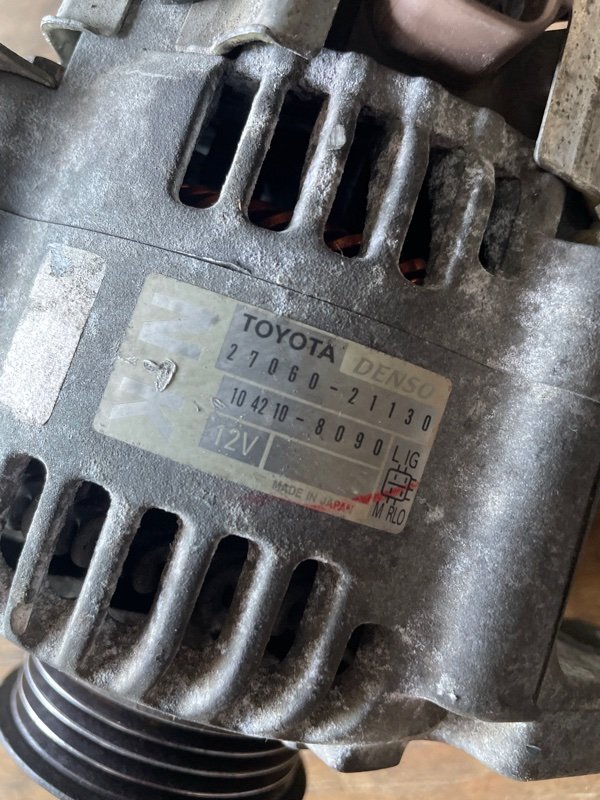 TOYOTA DENSO
27060-21130
104210-8090
12V
L IG
M RLO
MADE IN JAPAN